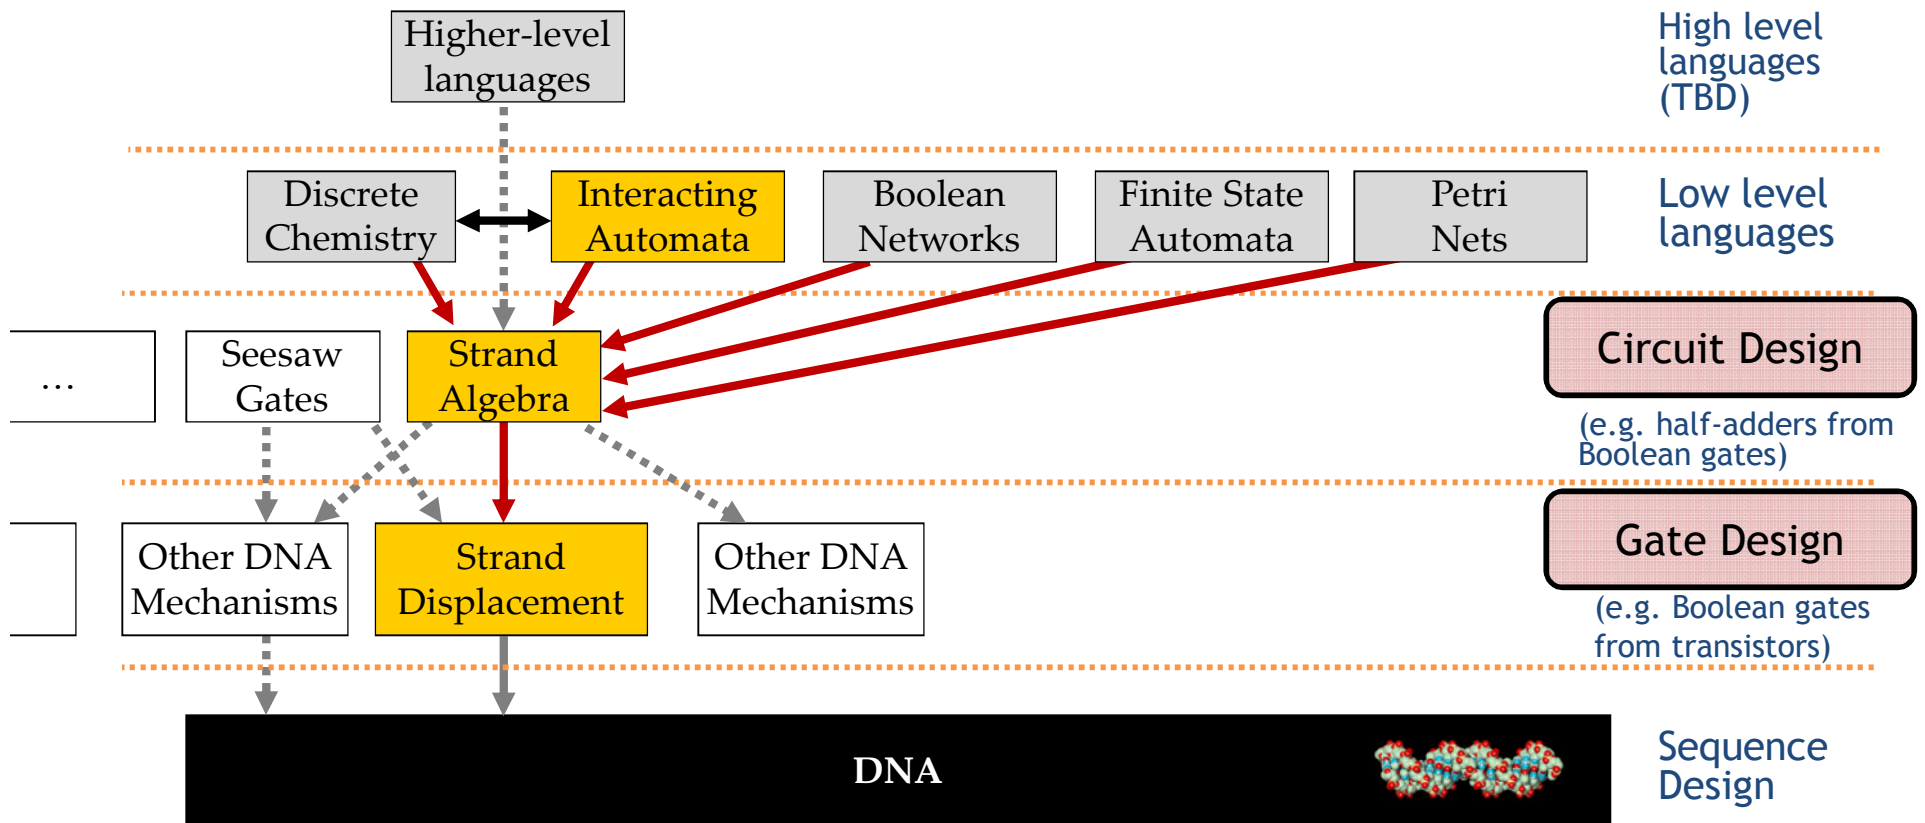 Higher-level
languages
High level
languages
(TBD)
Discrete
Chemistry
Interacting
Automata
Boolean
Networks
Finite State
Automata
Petri
Nets
Low level
languages
...
Seesaw
Gates
Strand
Algebra
Circuit Design
(e.g. half-adders from
Boolean gates)
Other DNA
Mechanisms
Strand
Displacement
Other DNA
Mechanisms
Gate Design
(e.g. Boolean gates
from transistors)
DNA
Sequence
Design